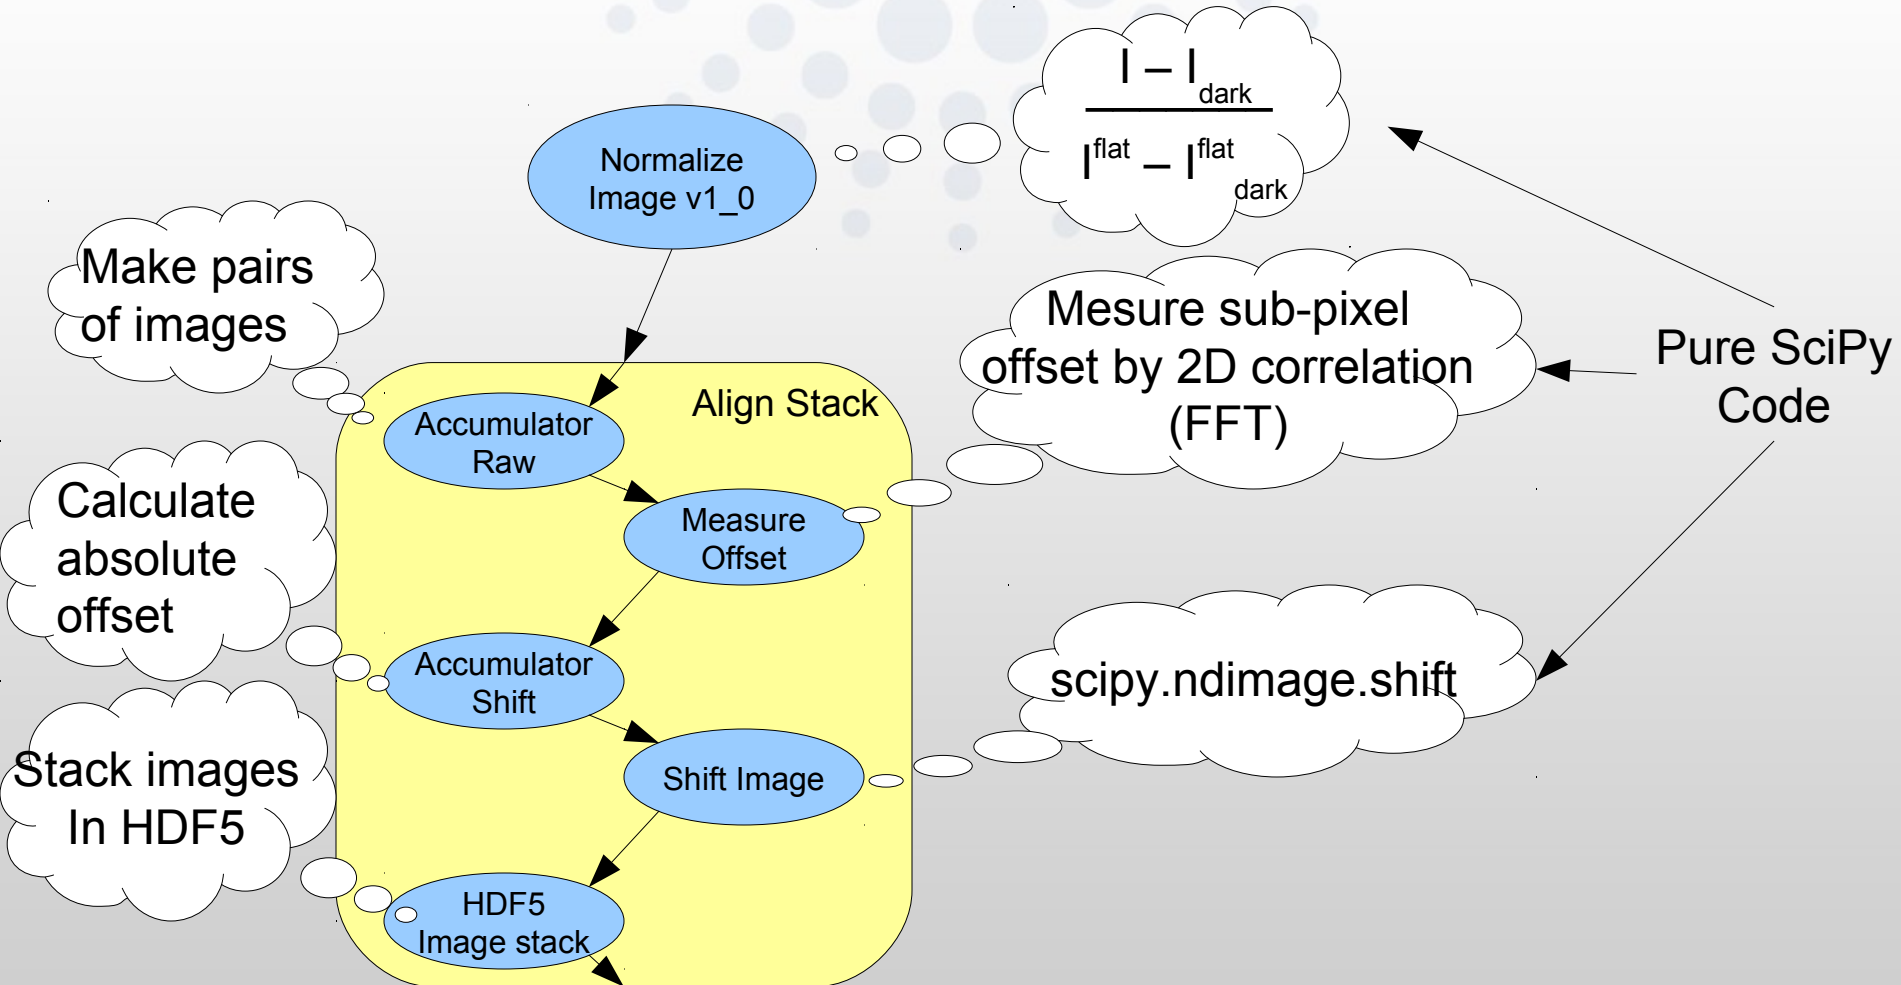 I – I dark
I flat – I flat dark
Normalize
Image v1_0
Make pairs
of images
Mesure sub-pixel
offset by 2D correlation
(FFT)
Pure SciPy
Code
Align Stack
Accumulator
Raw
Calculate
absolute
offset
Measure
Offset
Accumulator
Shift
scipy.ndimage.shift
Stack images
In HDF5
Shift Image
HDF5
Image stack